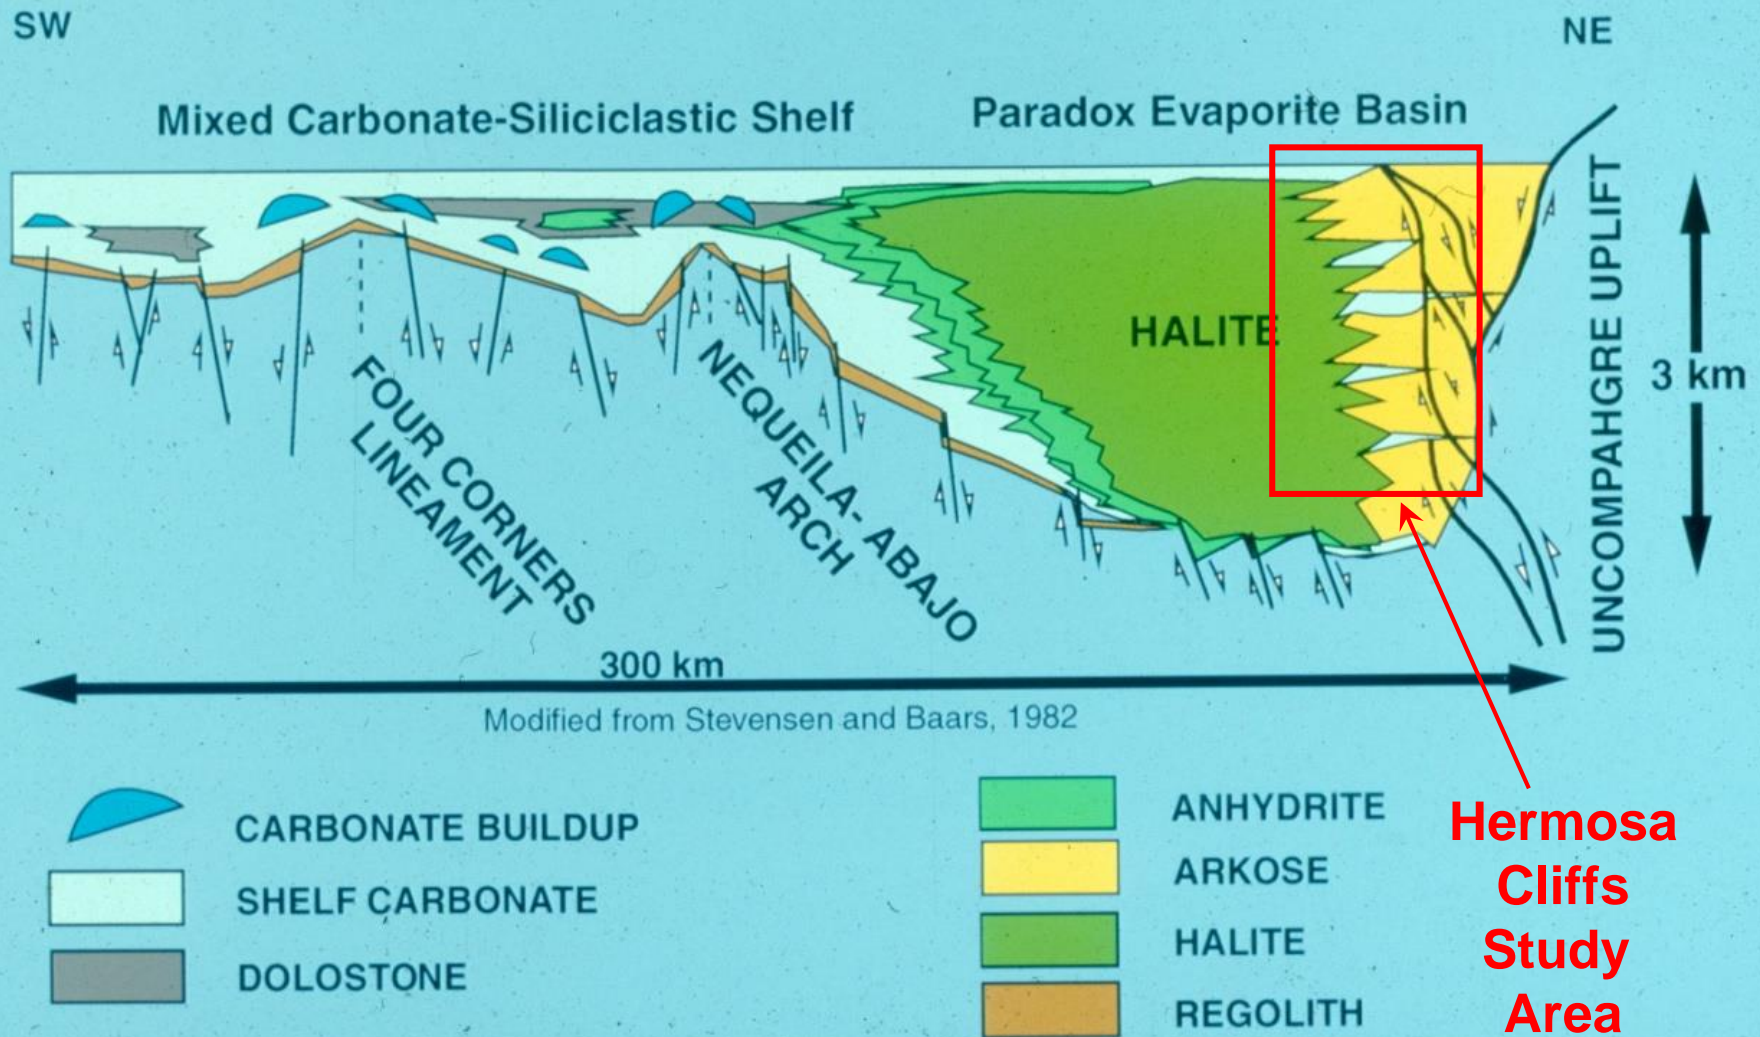 SW
NE
Mixed Carbonate-Siliciclastic Shelf
Paradox Evaporite Basin
HALITE
UNCOMPAHGRE UPLIFT
3 km
FOUR CORNERS
LINEAMENT
NEQUEILA-ABAJO
ARCH
300 km
Modified from Stevensen and Baars, 1982
CARBONATE BUILDUP
SHELF CARBONATE
DOLOSTONE
ANHYDRITE
ARKOSE
HALITE
REGOLITH
Hermosa
Cliffs
Study
Area